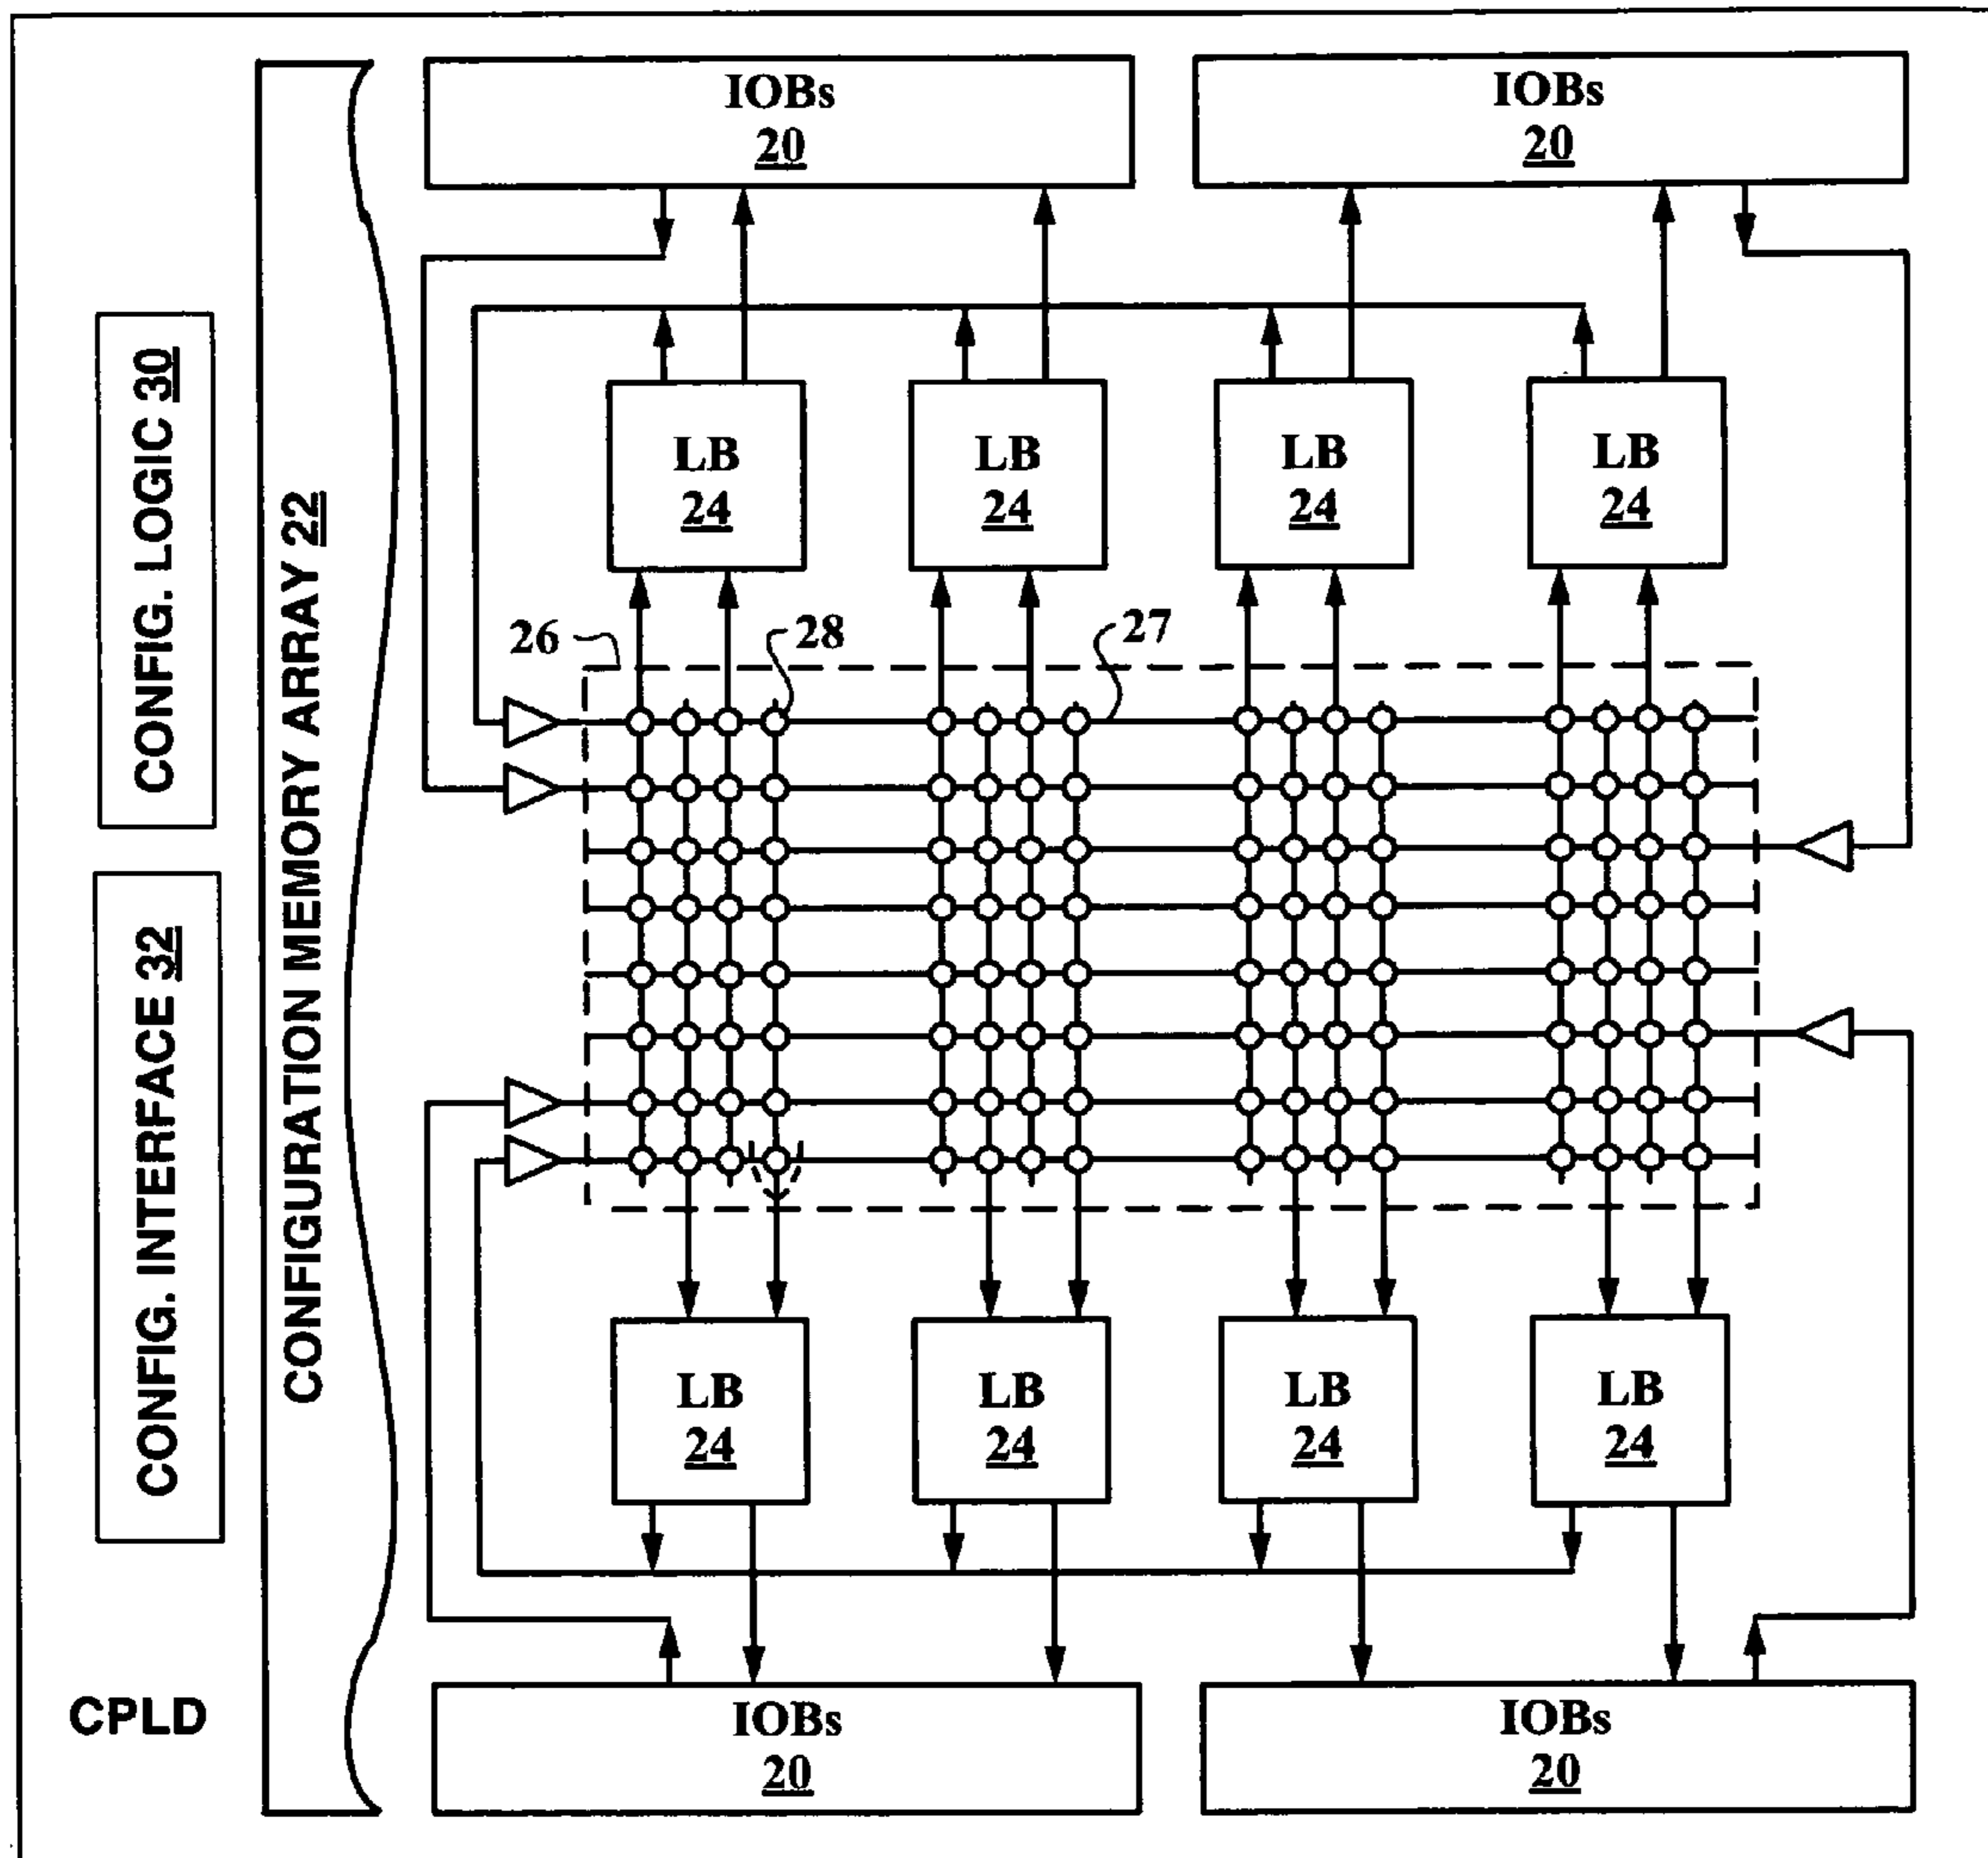 IOBs
20
IOBs
20
CONFIG. LOGIC 30
CONFIG. INTERFACE 32
CONFIGURATION MEMORY ARRAY 22
LB
24
LB
24
LB
24
LB
24
26
28
27
LB
24
LB
24
LB
24
LB
24
CPLD
IOBs
20
IOBs
20